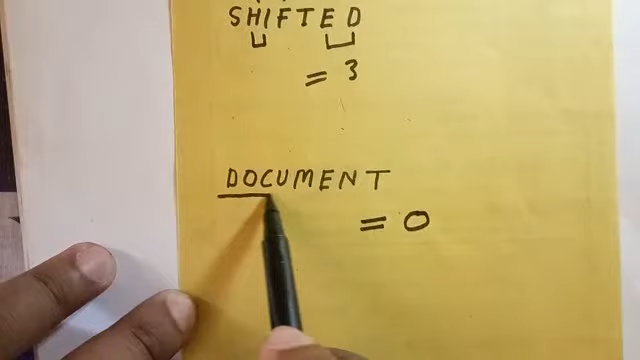 SHIFTED
= 3
DOCUMENT
= 0